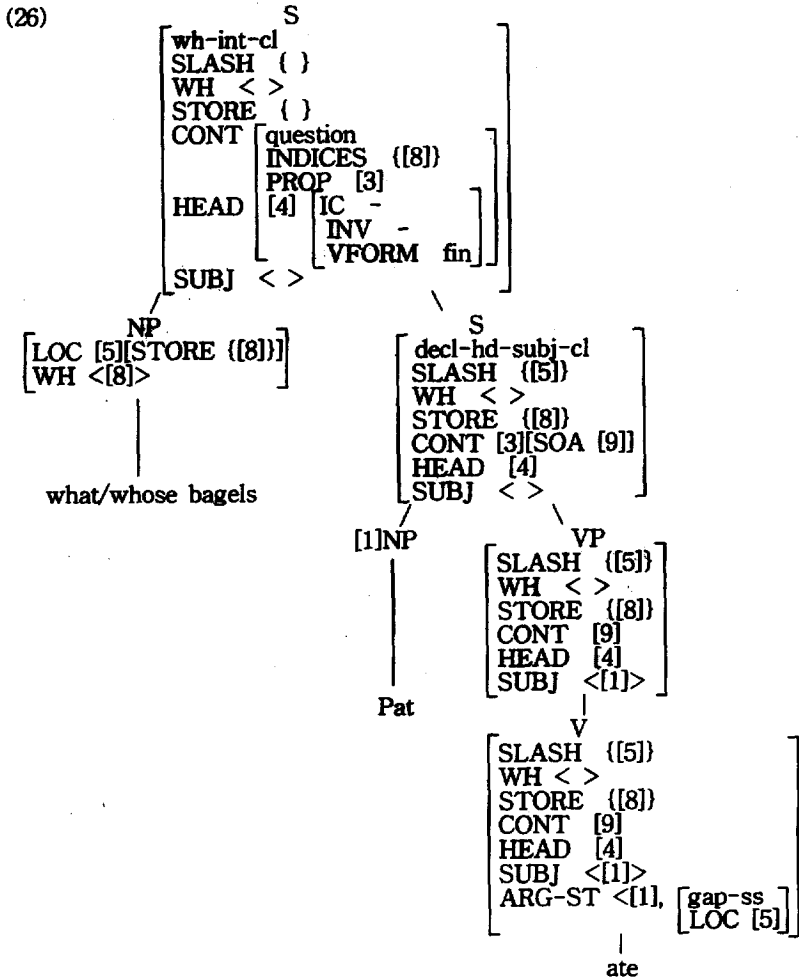 (26)
S
wh-int-cl
SLASH { }
WH < >
STORE { }
CONT [question
INDICES {[8]}
PROP [3]
HEAD [4] [IC -
INV -
VFORM fin]
SUBJ < >
NP
[LOC [5][STORE {[8]}]
WH <[8]>
what/whose bagels
S
decl-hd-subj-cl
SLASH {[5]}
WH < >
STORE {[8]}
CONT [3][SOA [9]]
HEAD [4]
SUBJ < >
[1]NP
Pat
VP
SLASH {[5]}
WH < >
STORE {[8]}
CONT [9]
HEAD [4]
SUBJ <[1]>
V
SLASH {[5]}
WH < >
STORE {[8]}
CONT [9]
HEAD [4]
SUBJ <[1]>
ARG-ST <[1], [gap-ss
LOC [5]]
ate